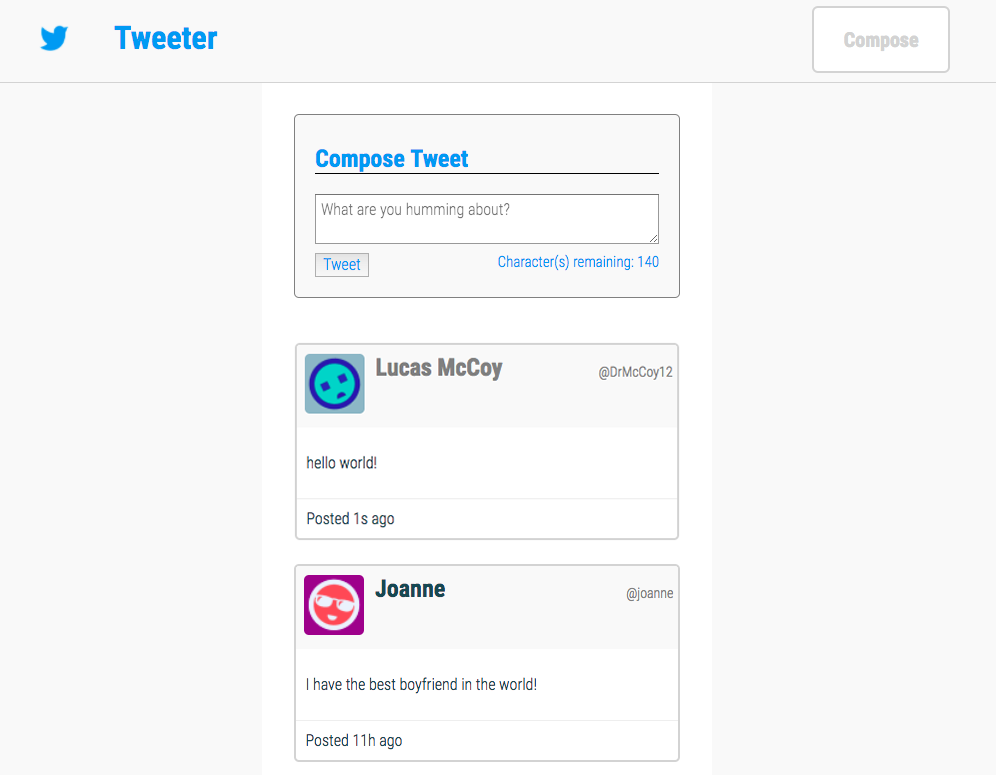 Tweeter
Compose
Compose Tweet
What are you humming about?
Tweet
Character(s) remaining: 140
Lucas McCoy
@DrMcCoy12
hello world!
Posted 1s ago
Joanne
@joanne
I have the best boyfriend in the world!
Posted 11h ago